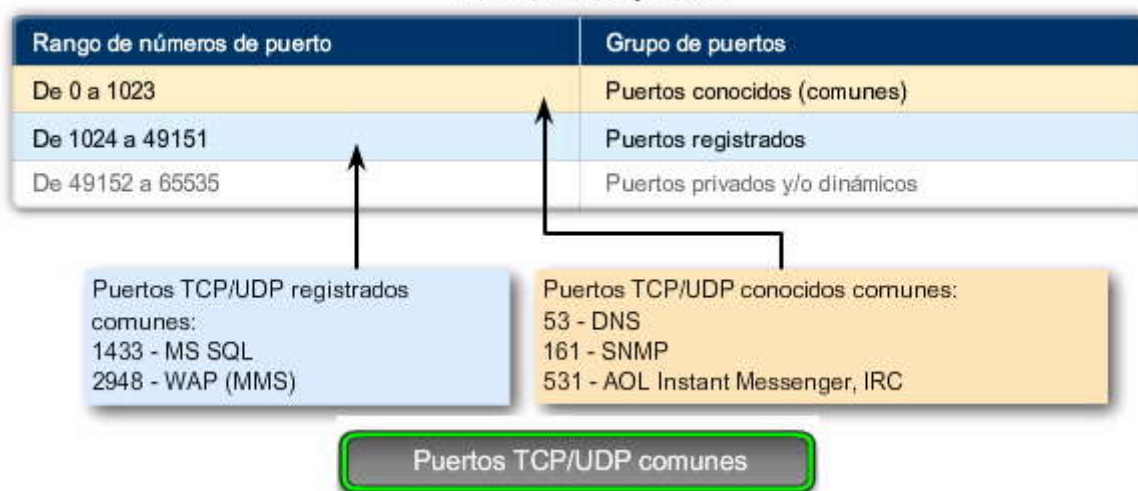 Rango de números de puerto Grupo de puertos
De 0 a 1023 Puertos conocidos (comunes)
De 1024 a 49151 Puertos registrados
De 49152 a 65535 Puertos privados y/o dinámicos
Puertos TCP/UDP registrados
comunes:
1433 - MS SQL
2948 - WAP (MMS)
Puertos TCP/UDP conocidos comunes:
53 - DNS
161 - SNMP
531 - AOL Instant Messenger, IRC
Puertos TCP/UDP comunes